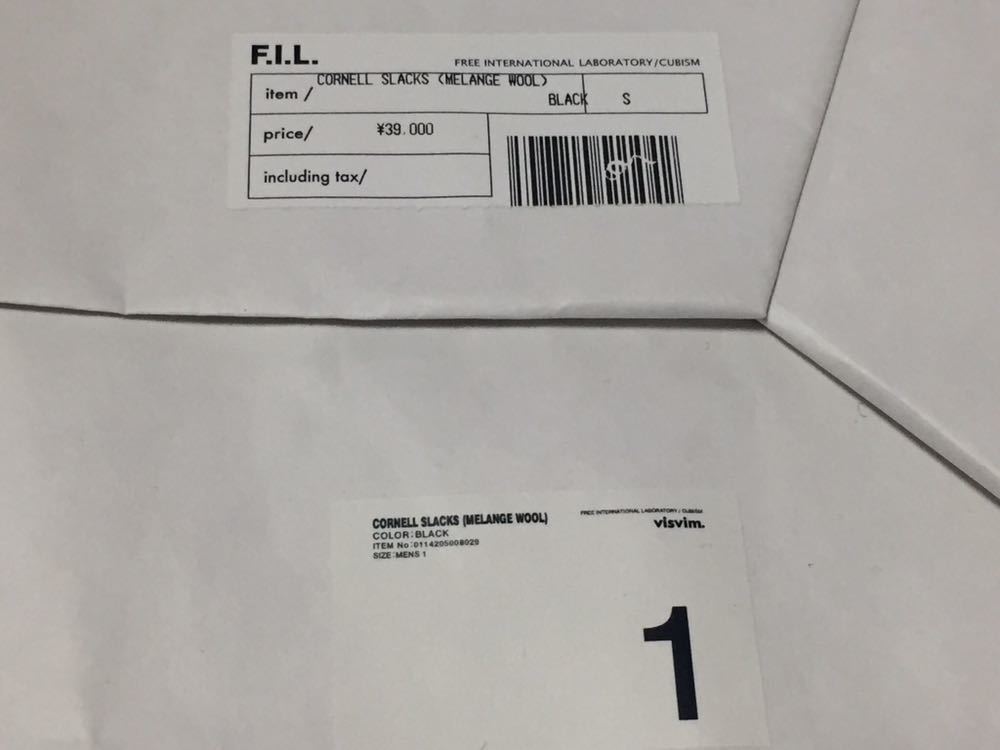 F.I.L.
FREE INTERNATIONAL LABORATORY/CUBISM
item / CORNELL SLACKS (MELANGE WOOL)
BLACK S
price/ ¥39.000
including tax/
CORNELL SLACKS (MELANGE WOOL)
COLOR:BLACK
ITEM No:0114205008029
SIZE:MENS 1
FREE INTERNATIONAL LABORATORY / CUBISM
visvim.
1